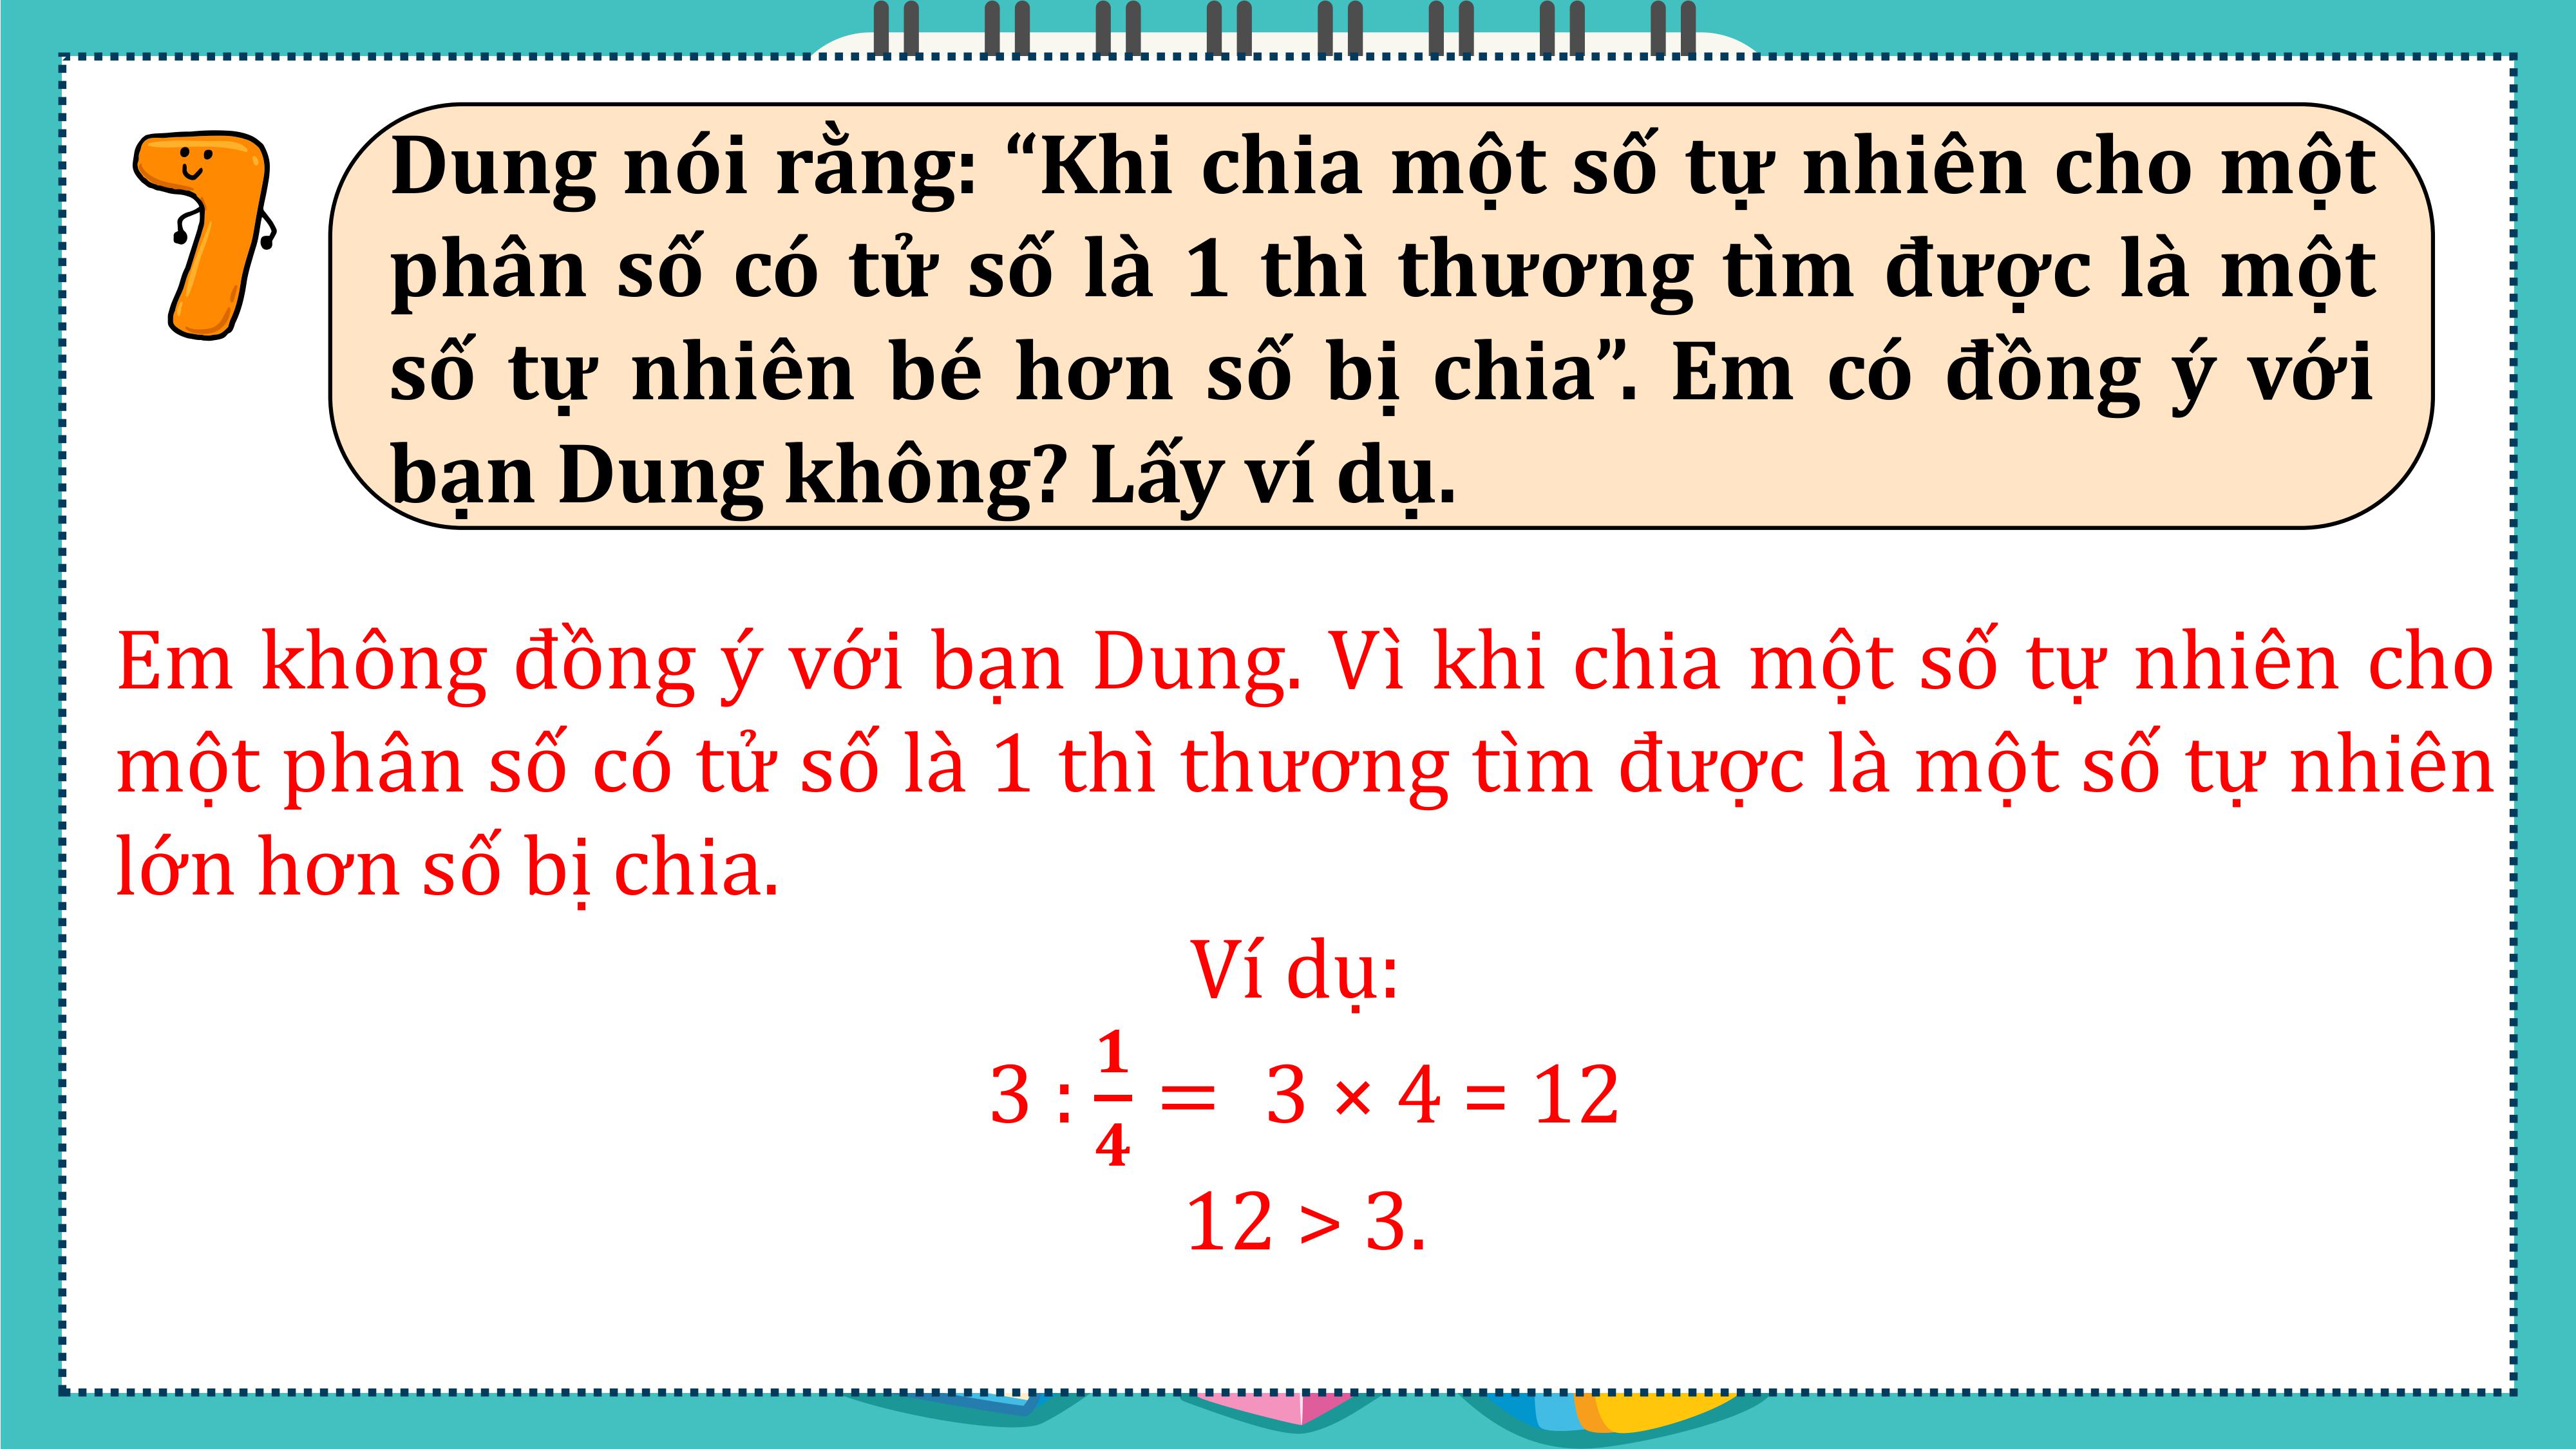 7
Dung nói rằng: “Khi chia một số tự nhiên cho một
phân số có tử số là 1 thì thương tìm được là một
số tự nhiên bé hơn số bị chia”. Em có đồng ý với
bạn Dung không? Lấy ví dụ.
Em không đồng ý với bạn Dung. Vì khi chia một số tự nhiên cho
một phân số có tử số là 1 thì thương tìm được là một số tự nhiên
lớn hơn số bị chia.
Ví dụ:
3 : 1/4 = 3 × 4 = 12
12 > 3.